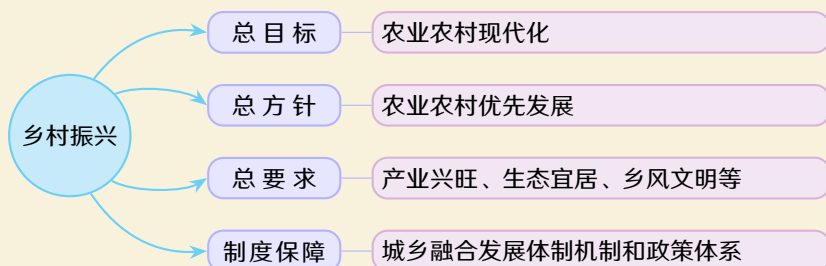 乡村振兴
总目标 农业农村现代化
总方针 农业农村优先发展
总要求 产业兴旺、生态宜居、乡风文明等
制度保障 城乡融合发展体制机制和政策体系